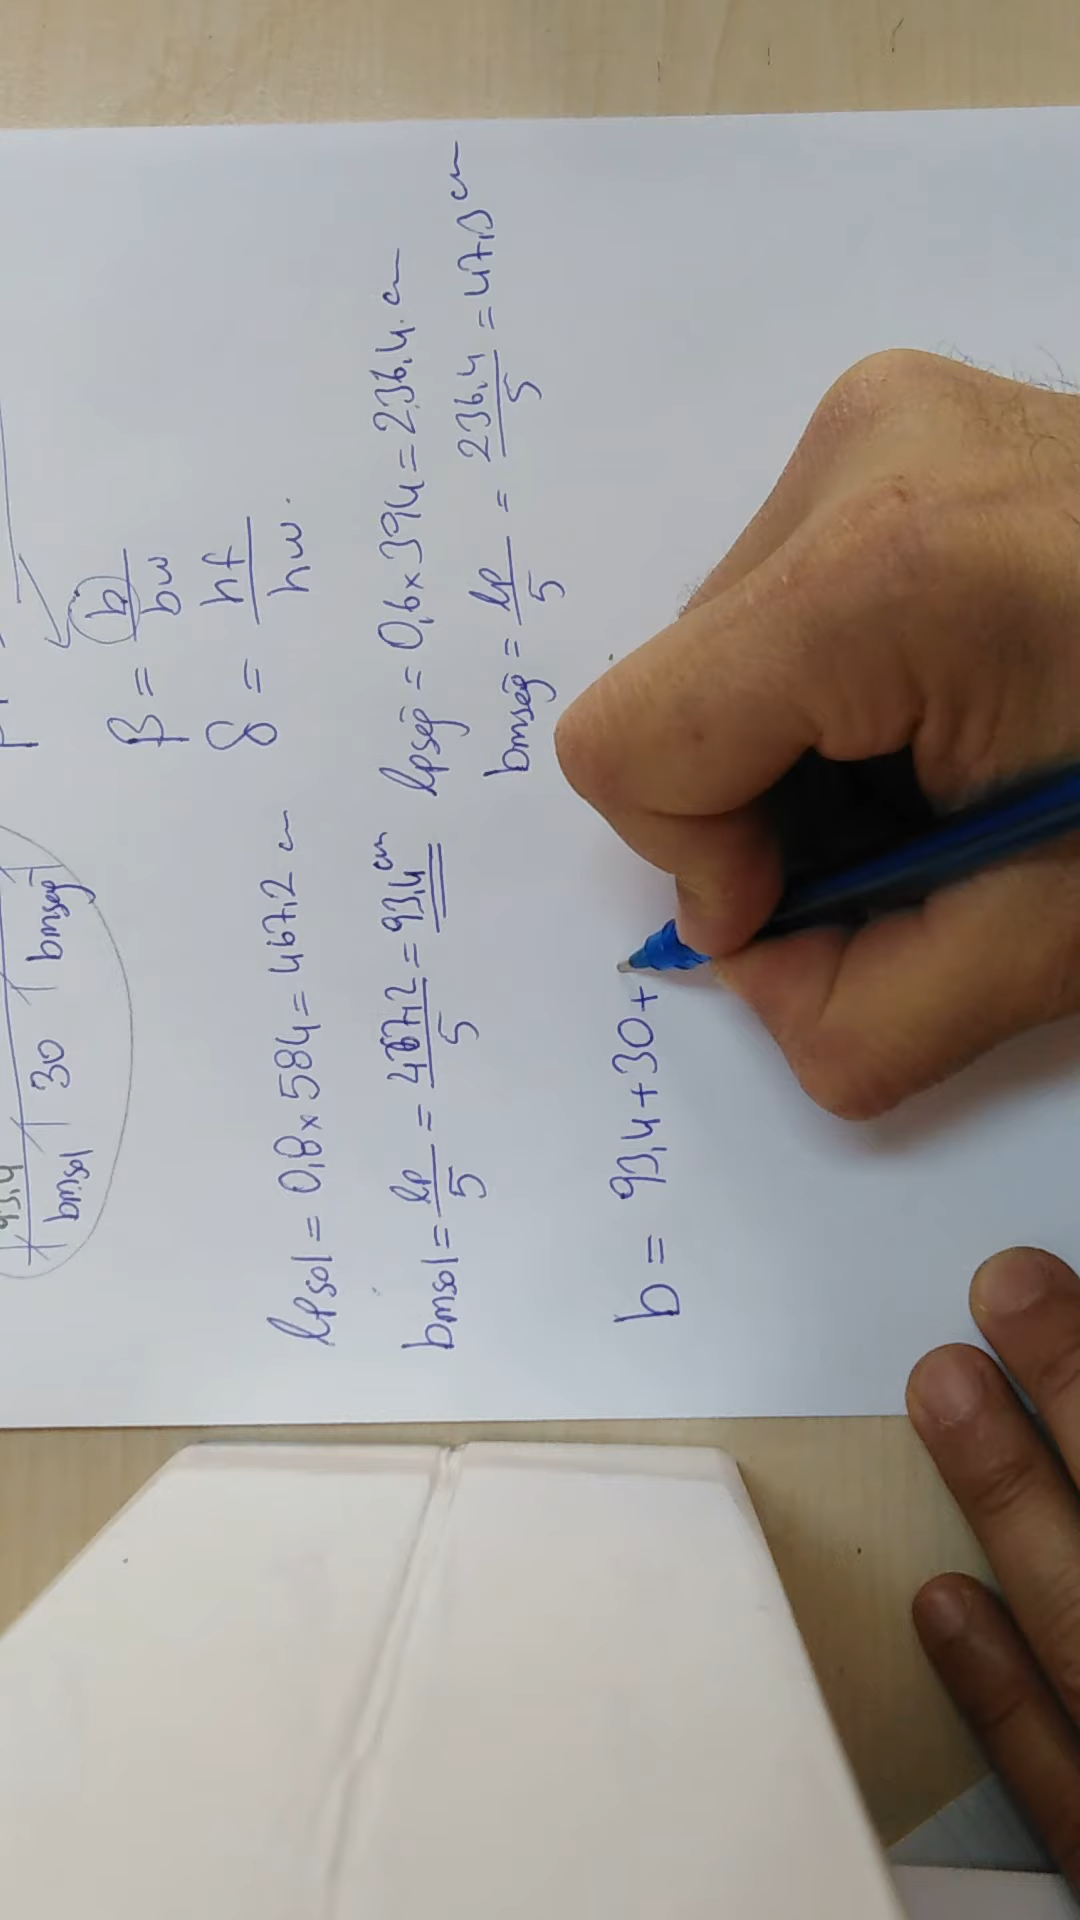 93,4
bmsol 30 bmsağ
β = b / bw
δ = hf / hw.
lpsol = 0,8 x 584 = 467,2 cm
bmsol = lp / 5 = 467,2 / 5 = 93,4 cm
lpsağ = 0,6 x 394 = 236,4. cm
bmsağ = lp / 5 = 236,4 / 5 = 47,3 cm
b = 93,4 + 30 +